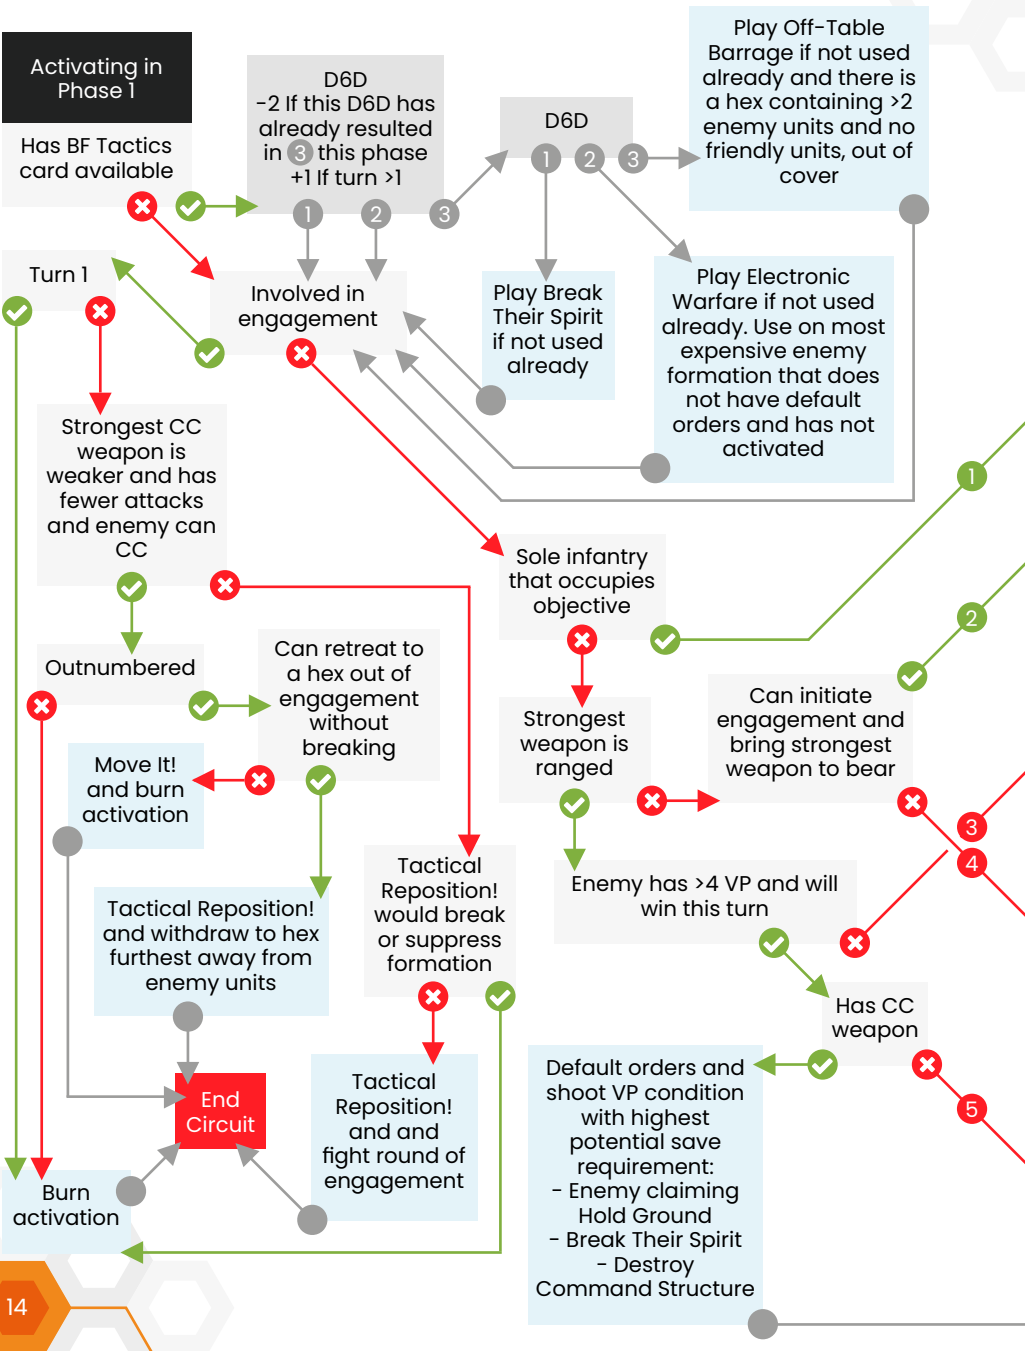 Activating in
Phase 1
Has BF Tactics
card available
D6D
-2 If this D6D has
already resulted
in 3 this phase
+1 If turn >1
1
2
3
D6D
1
2
3
Play Off-Table
Barrage if not used
already and there is
a hex containing >2
enemy units and no
friendly units, out of
cover
Turn 1
Involved in
engagement
Play Break
Their Spirit
if not used
already
Play Electronic
Warfare if not used
already. Use on most
expensive enemy
formation that does
not have default
orders and has not
activated
Strongest CC
weapon is
weaker and has
fewer attacks
and enemy can
CC
1
Sole infantry
that occupies
objective
2
Outnumbered
Can retreat to
a hex out of
engagement
without
breaking
Strongest
weapon is
ranged
Can initiate
engagement and
bring strongest
weapon to bear
Move It!
and burn
activation
3
4
Tactical
Reposition!
would break
or suppress
formation
Enemy has >4 VP and will
win this turn
Tactical Reposition!
and withdraw to hex
furthest away from
enemy units
Has CC
weapon
5
End
Circuit
Tactical
Reposition!
and and
fight round of
engagement
Default orders and
shoot VP condition
with highest
potential save
requirement:
- Enemy claiming
Hold Ground
- Break Their Spirit
- Destroy
Command Structure
Burn
activation
14